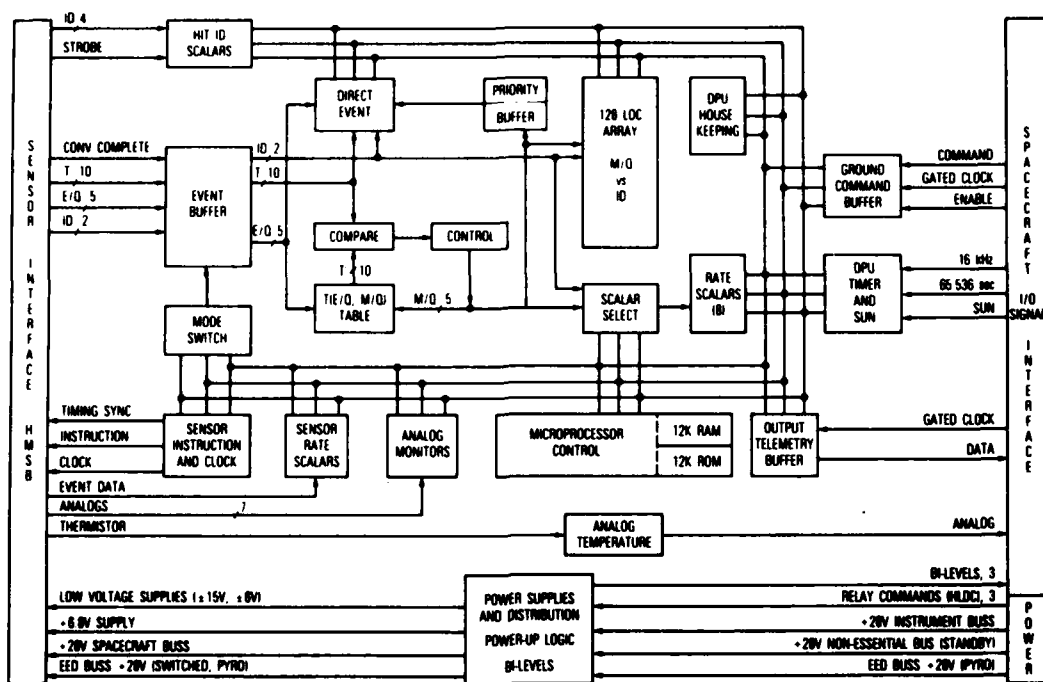 ID 4
STROBE
HIT ID
SCALARS
SENSOR INTERFACE HMSB
CONV COMPLETE
T 10
E/Q 5
ID 2
EVENT
BUFFER
ID 2
T 10
E/Q 5
DIRECT
EVENT
PRIORITY
BUFFER
128 LOC
ARRAY
M/Q
vs
ID
DPU
HOUSE
KEEPING
GROUND
COMMAND
BUFFER
COMMAND
GATED CLOCK
ENABLE
SPACECRAFT INTERFACE
I/O
SIGNAL
COMPARE
CONTROL
T 10
T(E/Q, M/Q)
TABLE
M/Q 5
SCALAR
SELECT
RATE
SCALARS
(8)
DPU
TIMER
AND
SUN
16 kHz
65 536 sec
SUN
MODE
SWITCH
TIMING SYNC
INSTRUCTION
CLOCK
SENSOR
INSTRUCTION
AND CLOCK
SENSOR
RATE
SCALARS
ANALOG
MONITORS
MICROPROCESSOR
CONTROL
12K RAM
12K ROM
OUTPUT
TELEMETRY
BUFFER
GATED CLOCK
DATA
EVENT DATA
ANALOGS
7
THERMISTOR
ANALOG
TEMPERATURE
ANALOG
LOW VOLTAGE SUPPLIES (±15V, ±6V)
+6.8V SUPPLY
+28V SPACECRAFT BUSS
EED BUSS +28V (SWITCHED, PYRO)
POWER SUPPLIES
AND DISTRIBUTION
POWER-UP LOGIC
BI-LEVELS
BI-LEVELS, 3
RELAY COMMANDS (HLDC), 3
+28V INSTRUMENT BUSS
+28V NON-ESSENTIAL BUS (STANDBY)
EED BUSS +28V (PYRO)
POWER